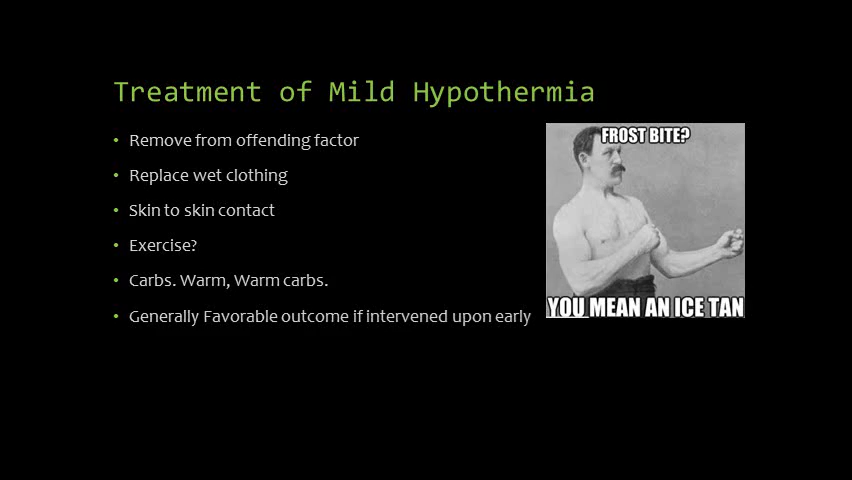 Treatment of Mild Hypothermia
• Remove from offending factor
• Replace wet clothing
• Skin to skin contact
• Exercise?
• Carbs. Warm, Warm carbs.
• Generally Favorable outcome if intervened upon early
FROST BITE?
YOU MEAN AN ICE TAN